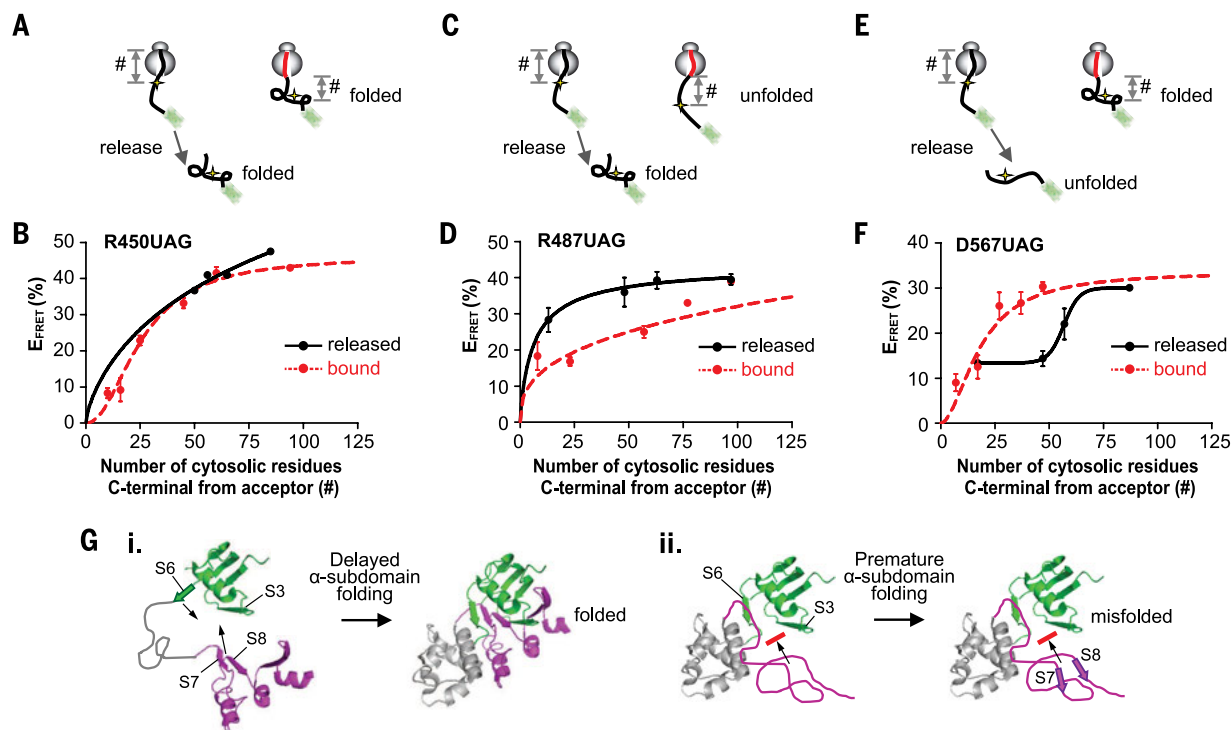 A
#
#
folded
release
folded
C
#
#
unfolded
release
folded
E
#
#
folded
release
unfolded
B
R450UAG
50
40
30
20
10
0
E_FRET (%)
released
bound
0 25 50 75 100 125
Number of cytosolic residues
C-terminal from acceptor (#)
D
R487UAG
50
40
30
20
10
0
E_FRET (%)
released
bound
0 25 50 75 100 125
Number of cytosolic residues
C-terminal from acceptor (#)
F
D567UAG
40
30
20
10
0
E_FRET (%)
released
bound
0 25 50 75 100 125
Number of cytosolic residues
C-terminal from acceptor (#)
G
i.
S6
S3
S8
S7
Delayed
α-subdomain
folding
folded
ii.
S6
S3
Premature
α-subdomain
folding
misfolded
S8
S7